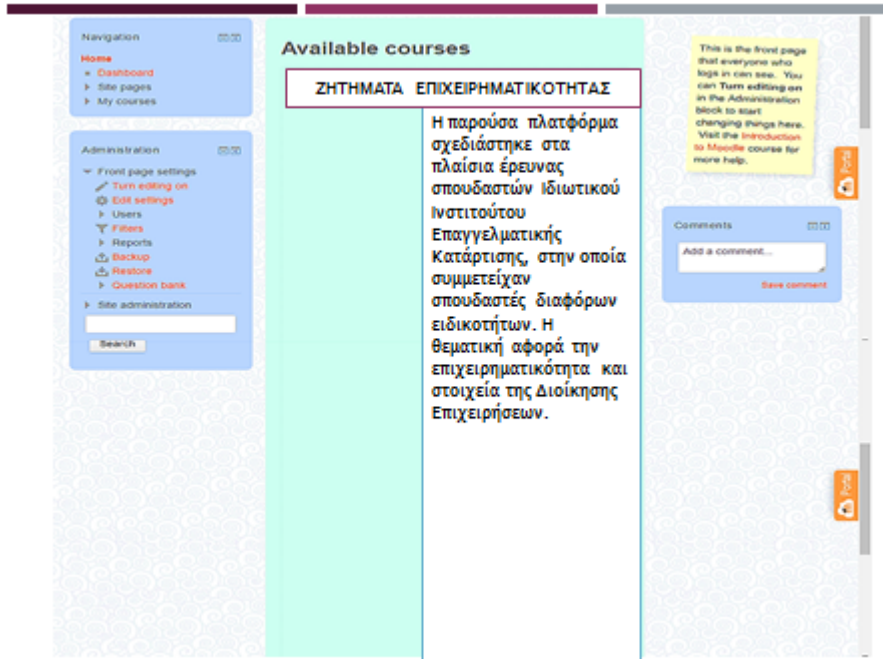 Navigation
Home
Dashboard
Site pages
My courses
Administration
Front page settings
Turn editing on
Edit settings
Users
Filters
Reports
Backup
Restore
Question bank
Site administration
Search
Available courses
ΖΗΤΗΜΑΤΑ ΕΠΙΧΕΙΡΗΜΑΤΙΚΟΤΗΤΑΣ
Η παρούσα πλατφόρμα
σχεδιάστηκε στα
πλαίσια έρευνας
σπουδαστών Ιδιωτικού
Ινστιτούτου
Επαγγελματικής
Κατάρτισης, στην οποία
συμμετείχαν
σπουδαστές διαφόρων
ειδικοτήτων. Η
θεματική αφορά την
επιχειρηματικότητα και
στοιχεία της Διοίκησης
Επιχειρήσεων.
This is the front page
that everyone who
logs in can see. You
can Turn editing on
in the Administration
block to start
changing things here.
Visit the Introduction
to Moodle course for
more help.
Portal
Comments
Add a comment...
Save comment
Portal